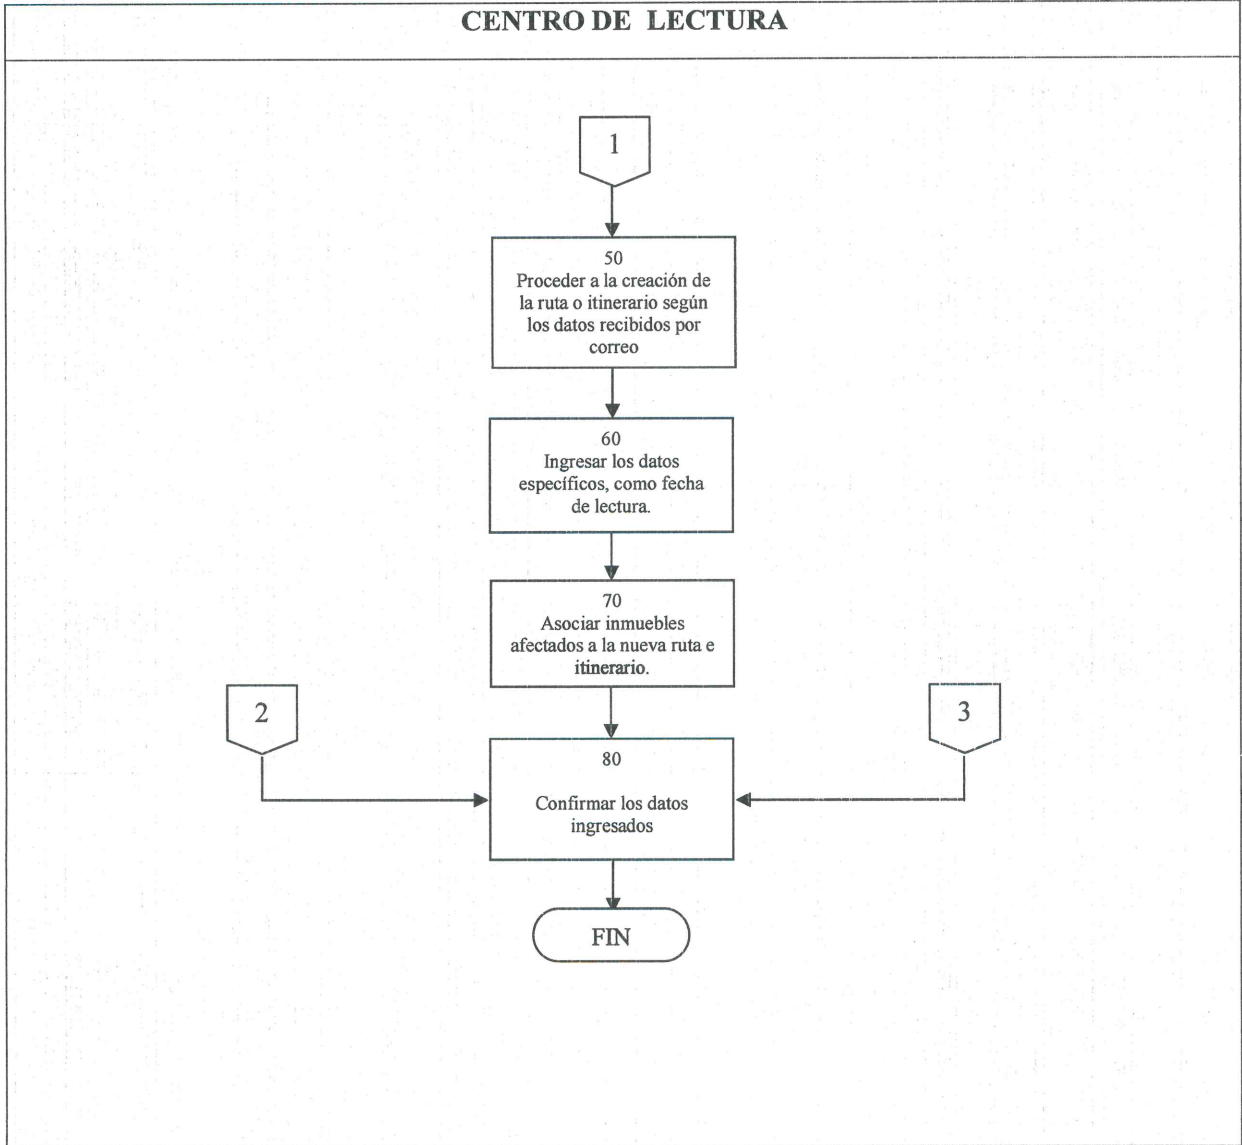 CENTRO DE LECTURA
1
50
Proceder a la creación de
la ruta o itinerario según
los datos recibidos por
correo
60
Ingresar los datos
específicos, como fecha
de lectura.
70
Asociar inmuebles
afectados a la nueva ruta e
itinerario.
2
3
80
Confirmar los datos
ingresados
FIN